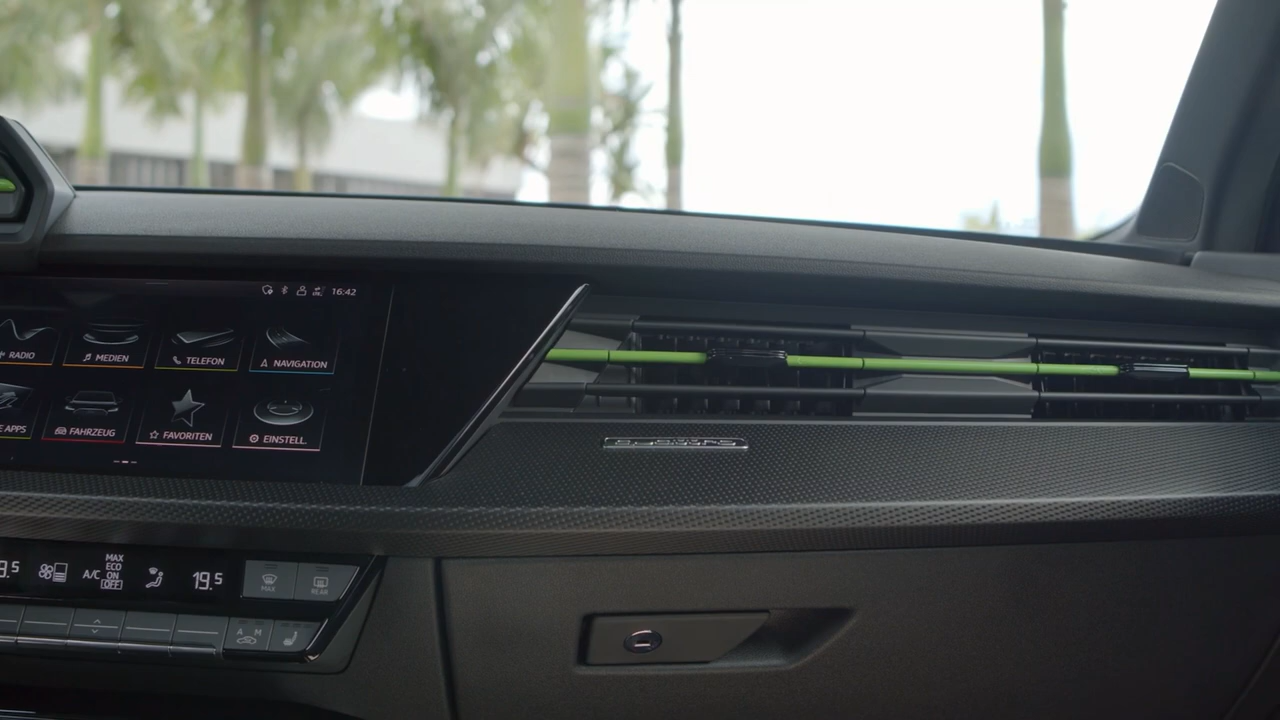 16:42
RADIO
MEDIEN
TELEFON
NAVIGATION
E APPS
FAHRZEUG
FAVORITEN
EINSTELL.
MAX
ECO
A/C ON
OFF
19.5
MAX
REAR
A M